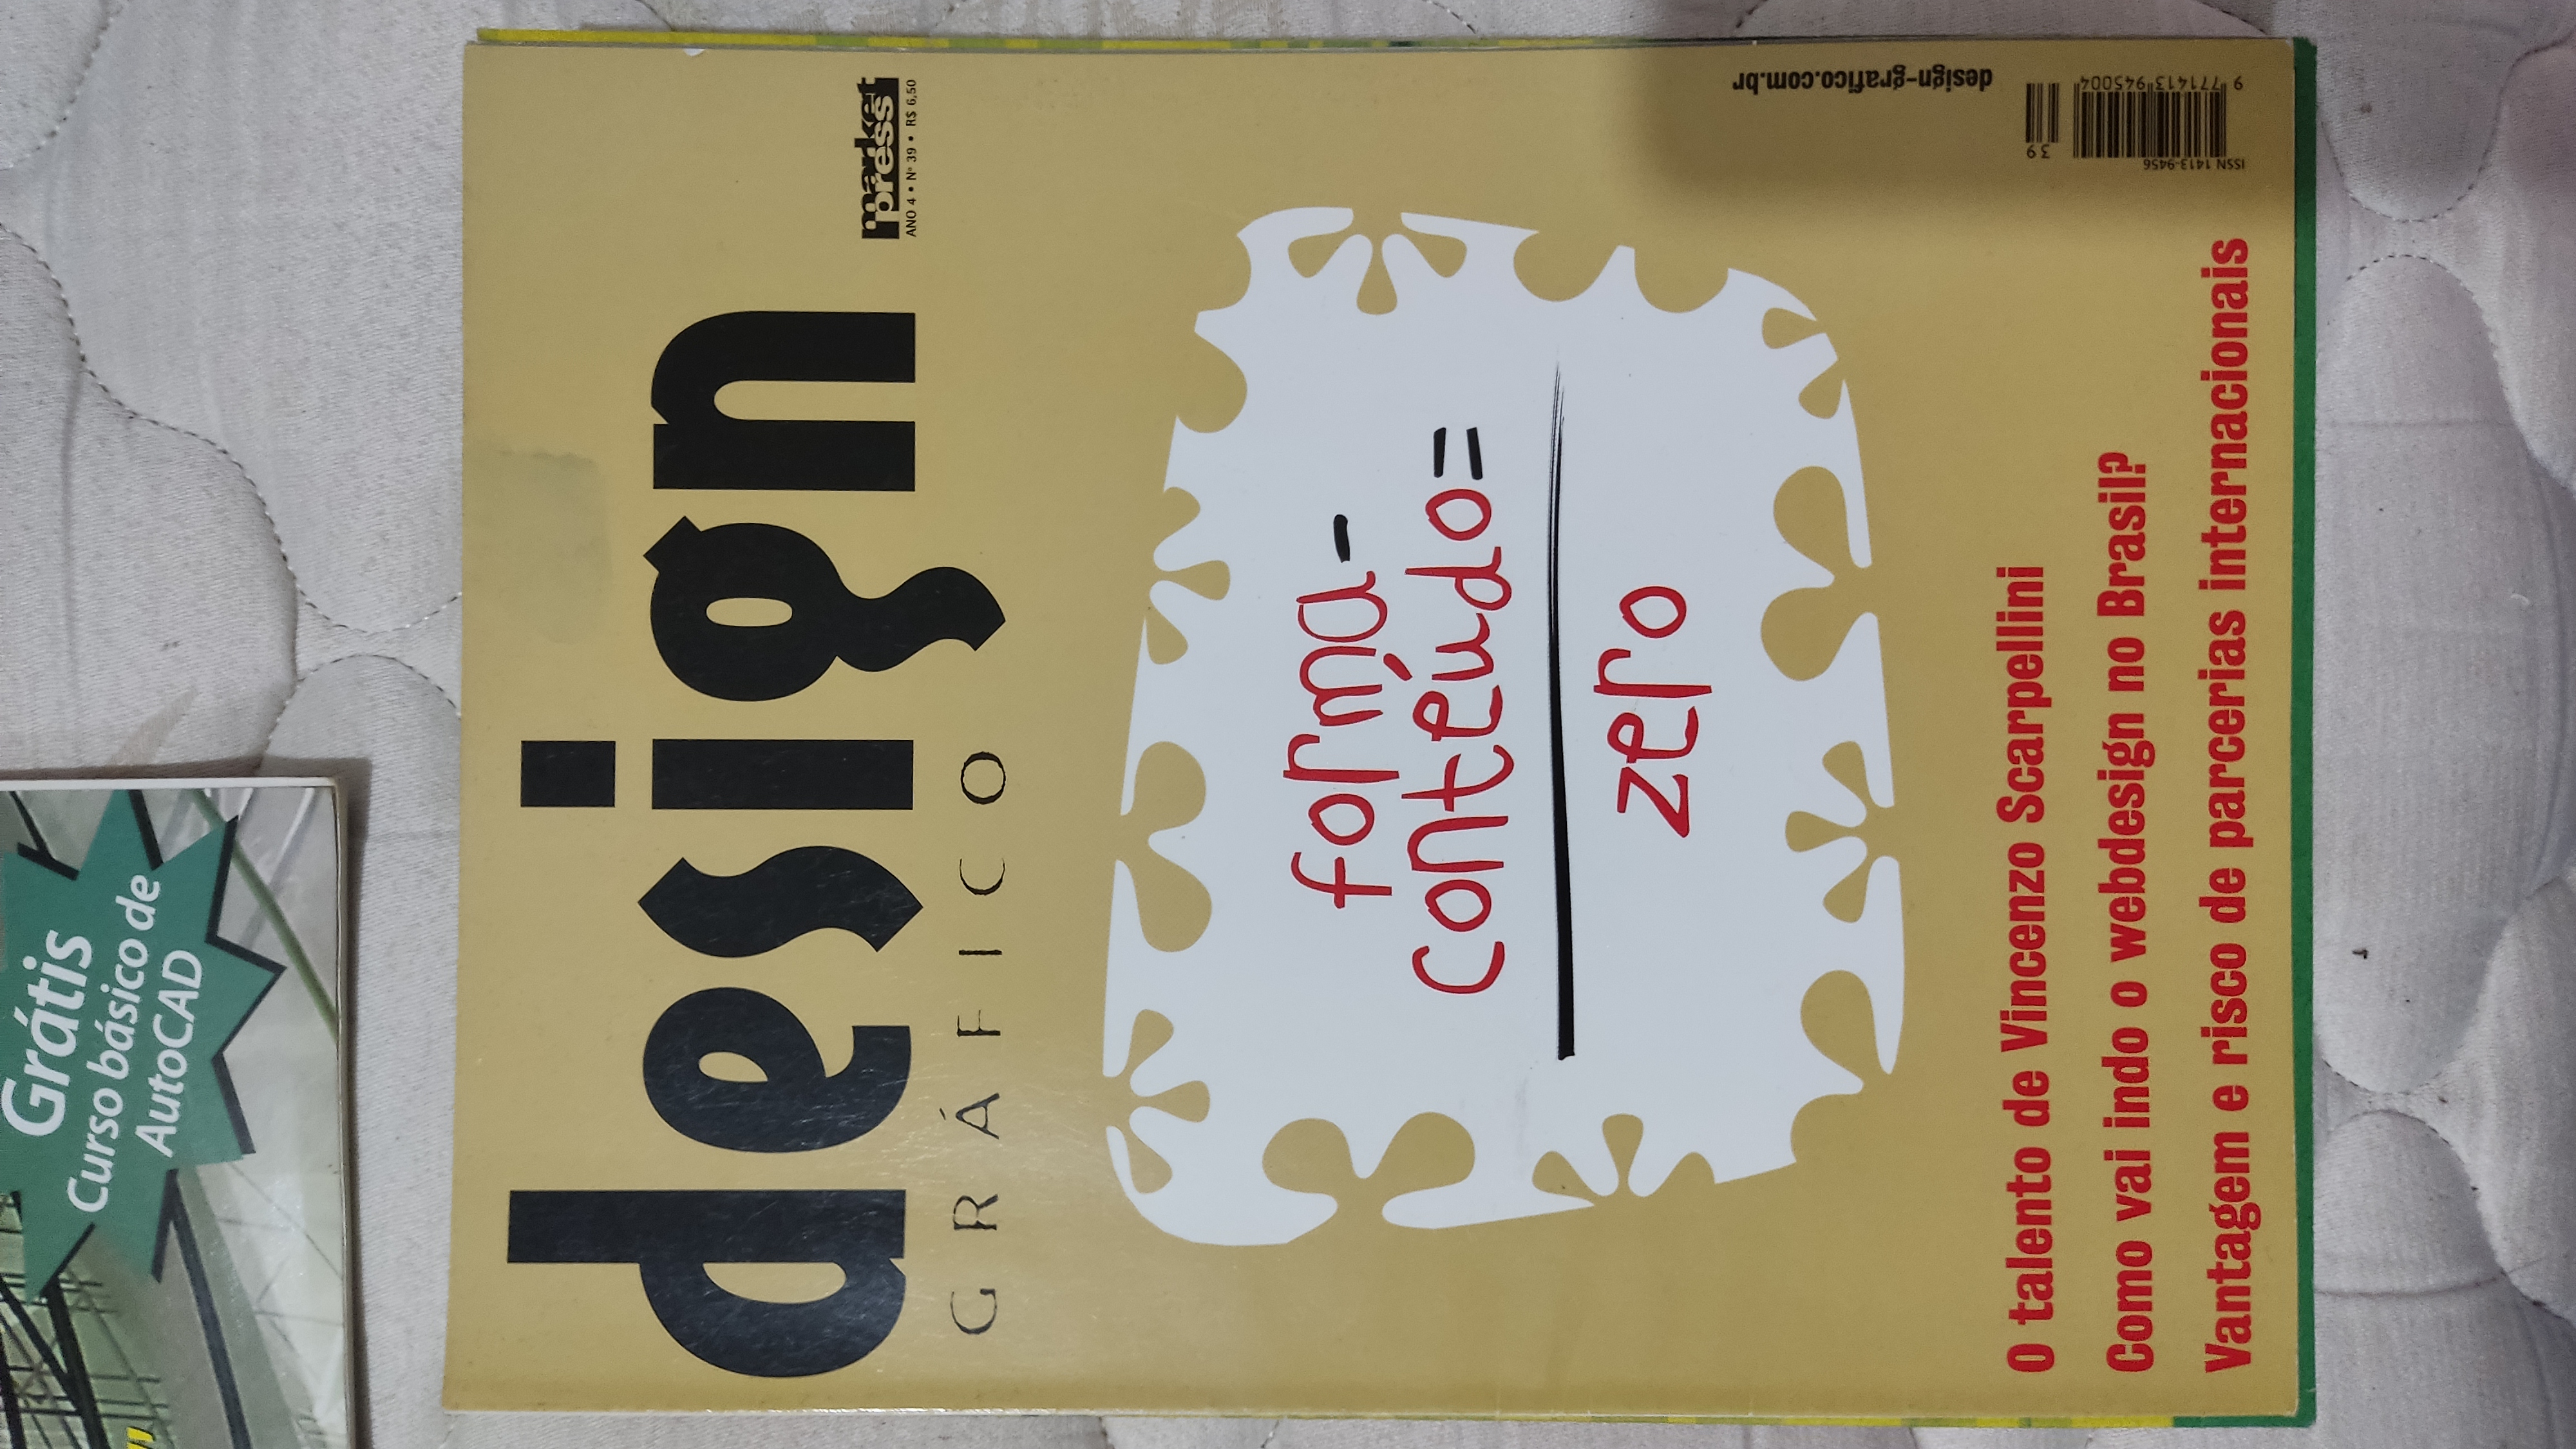 Grátis
Curso básico de
AutoCAD
"
design
GRÁFICO
market
press
ANO 4 • Nº 39 • R$ 6,50
forma-
conteúdo=
zero
O talento de Vincenzo Scarpellini
Como vai indo o webdesign no Brasil?
Vantagem e risco de parcerias internacionais
design-grafico.com.br
39
ISSN 1413-9456
9 771413 945004